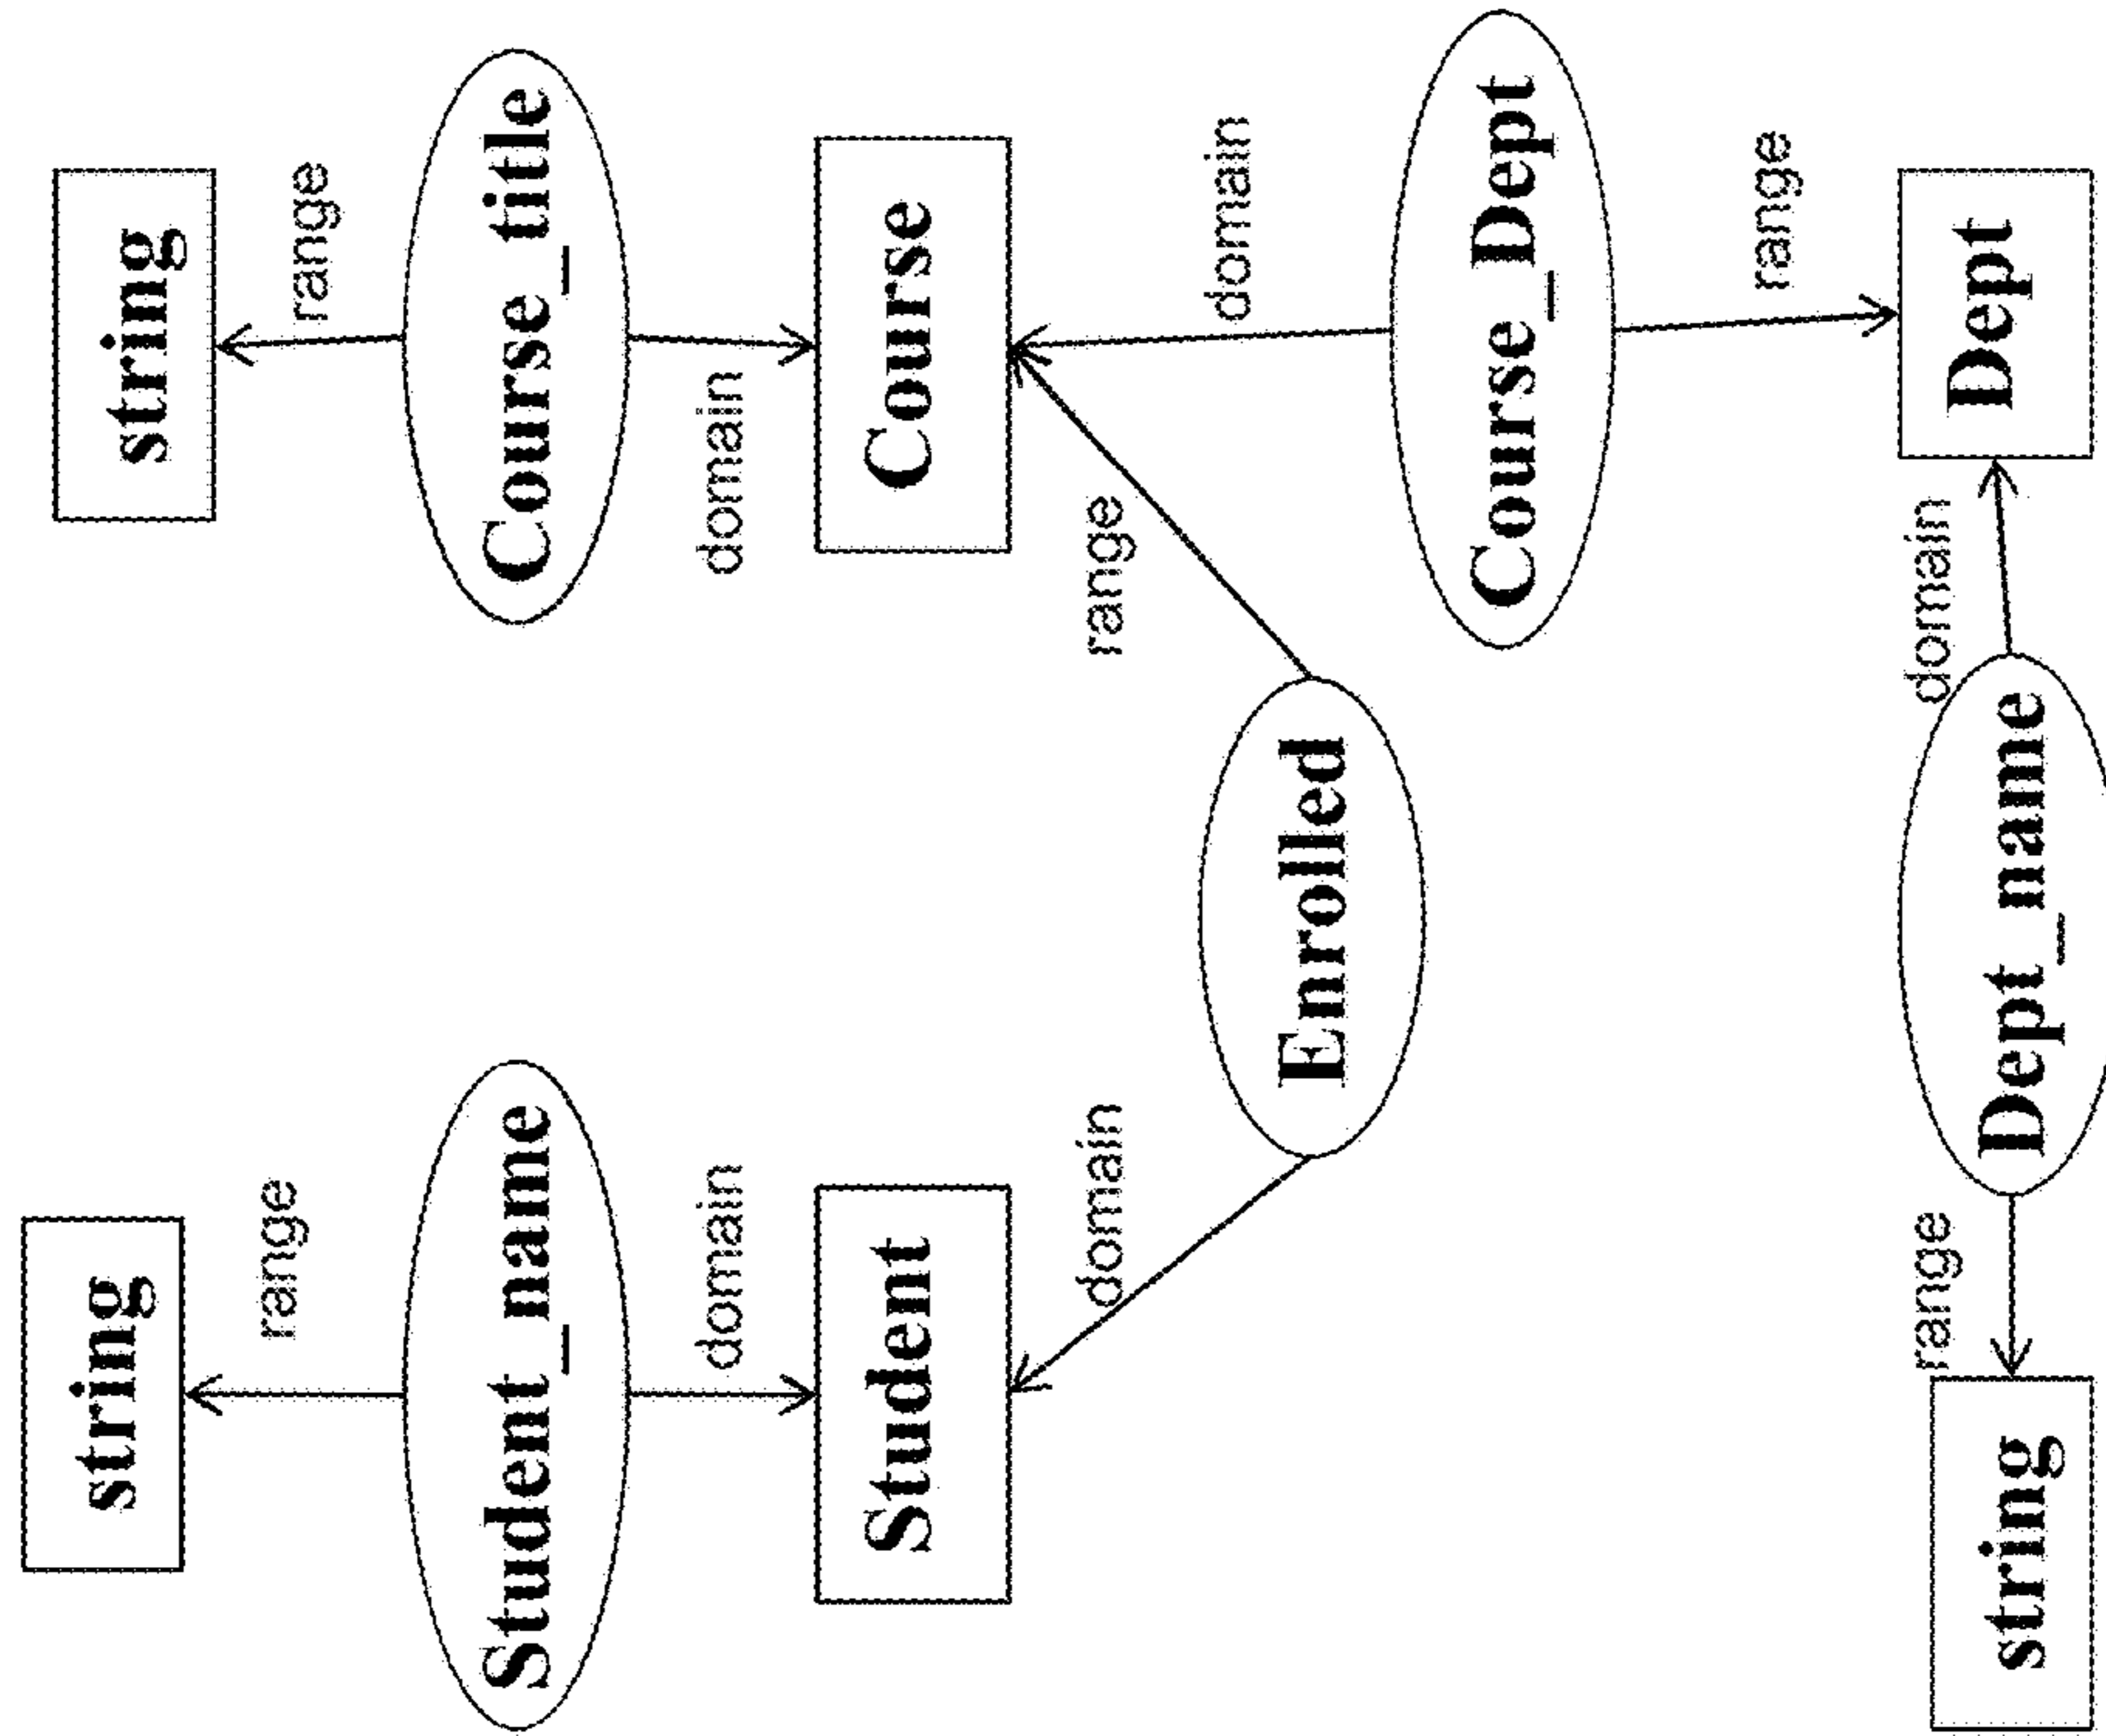 string
string
range
range
Student_name
Course_title
domain
domain
Student
Course
domain
range
domain
Enrolled
Course_Dept
range
domain
range
string
Dept_name
Dept